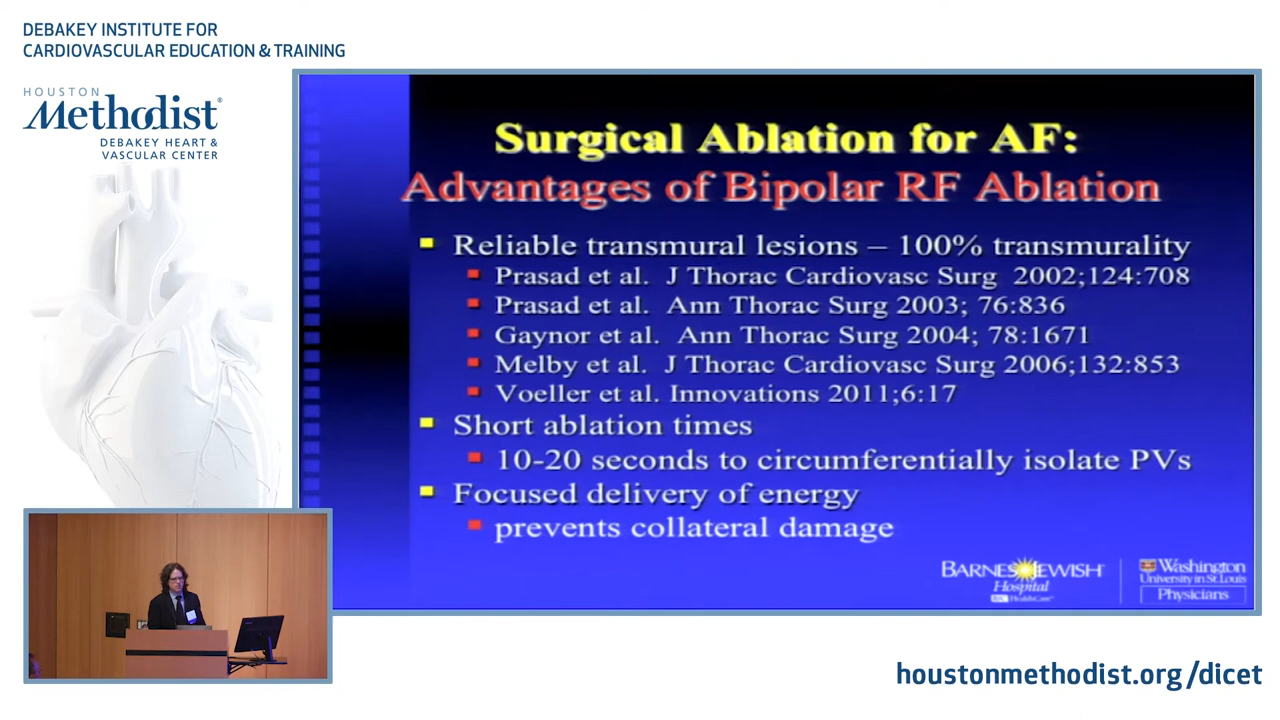 DEBAKEY INSTITUTE FOR
CARDIOVASCULAR EDUCATION & TRAINING
HOUSTON
Methodist®
DEBAKEY HEART &
VASCULAR CENTER
Surgical Ablation for AF:
Advantages of Bipolar RF Ablation
Reliable transmural lesions – 100% transmurality
Prasad et al. J Thorac Cardiovasc Surg 2002;124:708
Prasad et al. Ann Thorac Surg 2003; 76:836
Gaynor et al. Ann Thorac Surg 2004; 78:1671
Melby et al. J Thorac Cardiovasc Surg 2006;132:853
Voeller et al. Innovations 2011;6:17
Short ablation times
10-20 seconds to circumferentially isolate PVs
Focused delivery of energy
prevents collateral damage
BARNES JEWISH
Hospital
BJC HealthCare
Washington
University in St. Louis
Physicians
houstonmethodist.org/dicet